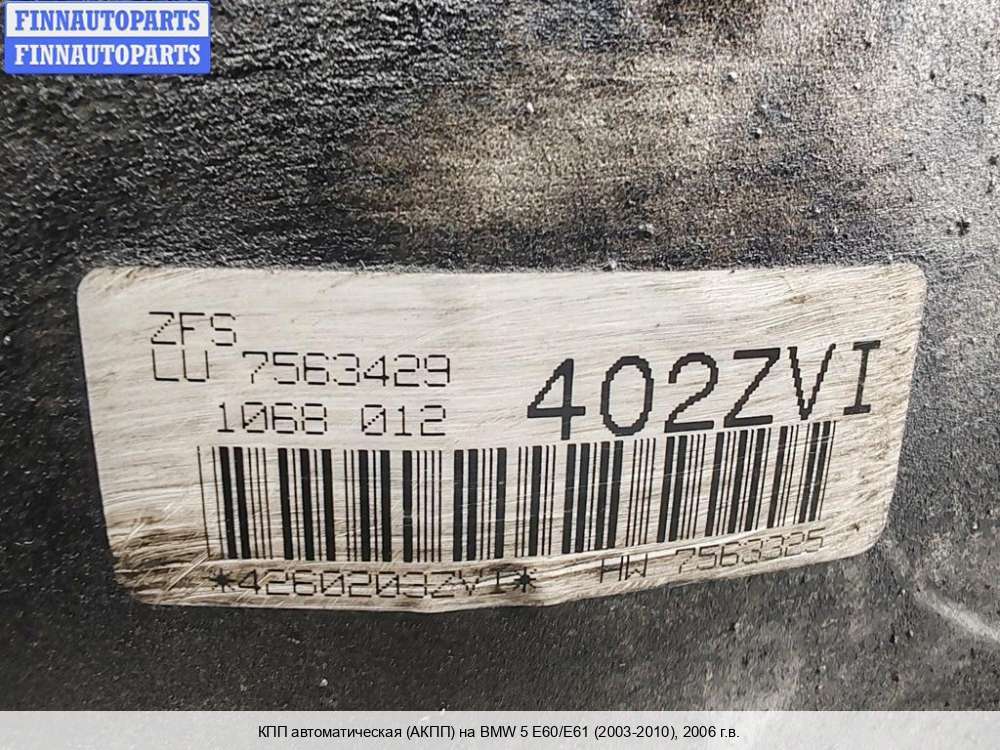 FINNAUTOPARTS
FINNAUTOPARTS
ZFS
LU 7563429
1068 012
402ZVI
*42602032VI* HW 7563325
КПП автоматическая (АКПП) на BMW 5 E60/E61 (2003-2010), 2006 г.в.